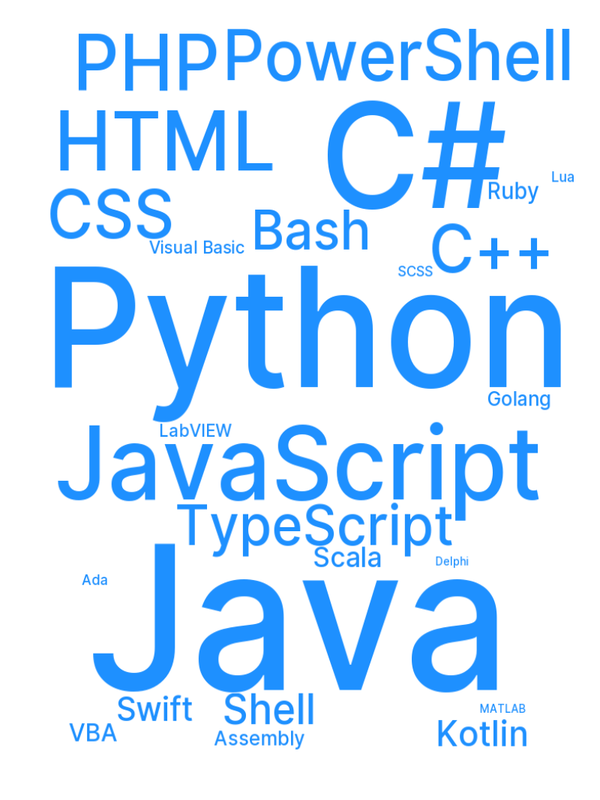 PHP PowerShell
HTML C#
Lua
CSS Ruby
Visual Basic Bash C++
SCSS
Python
Golang
LabVIEW
JavaScript
TypeScript
Scala Delphi
Ada
Java
Swift Shell MATLAB
VBA Assembly Kotlin